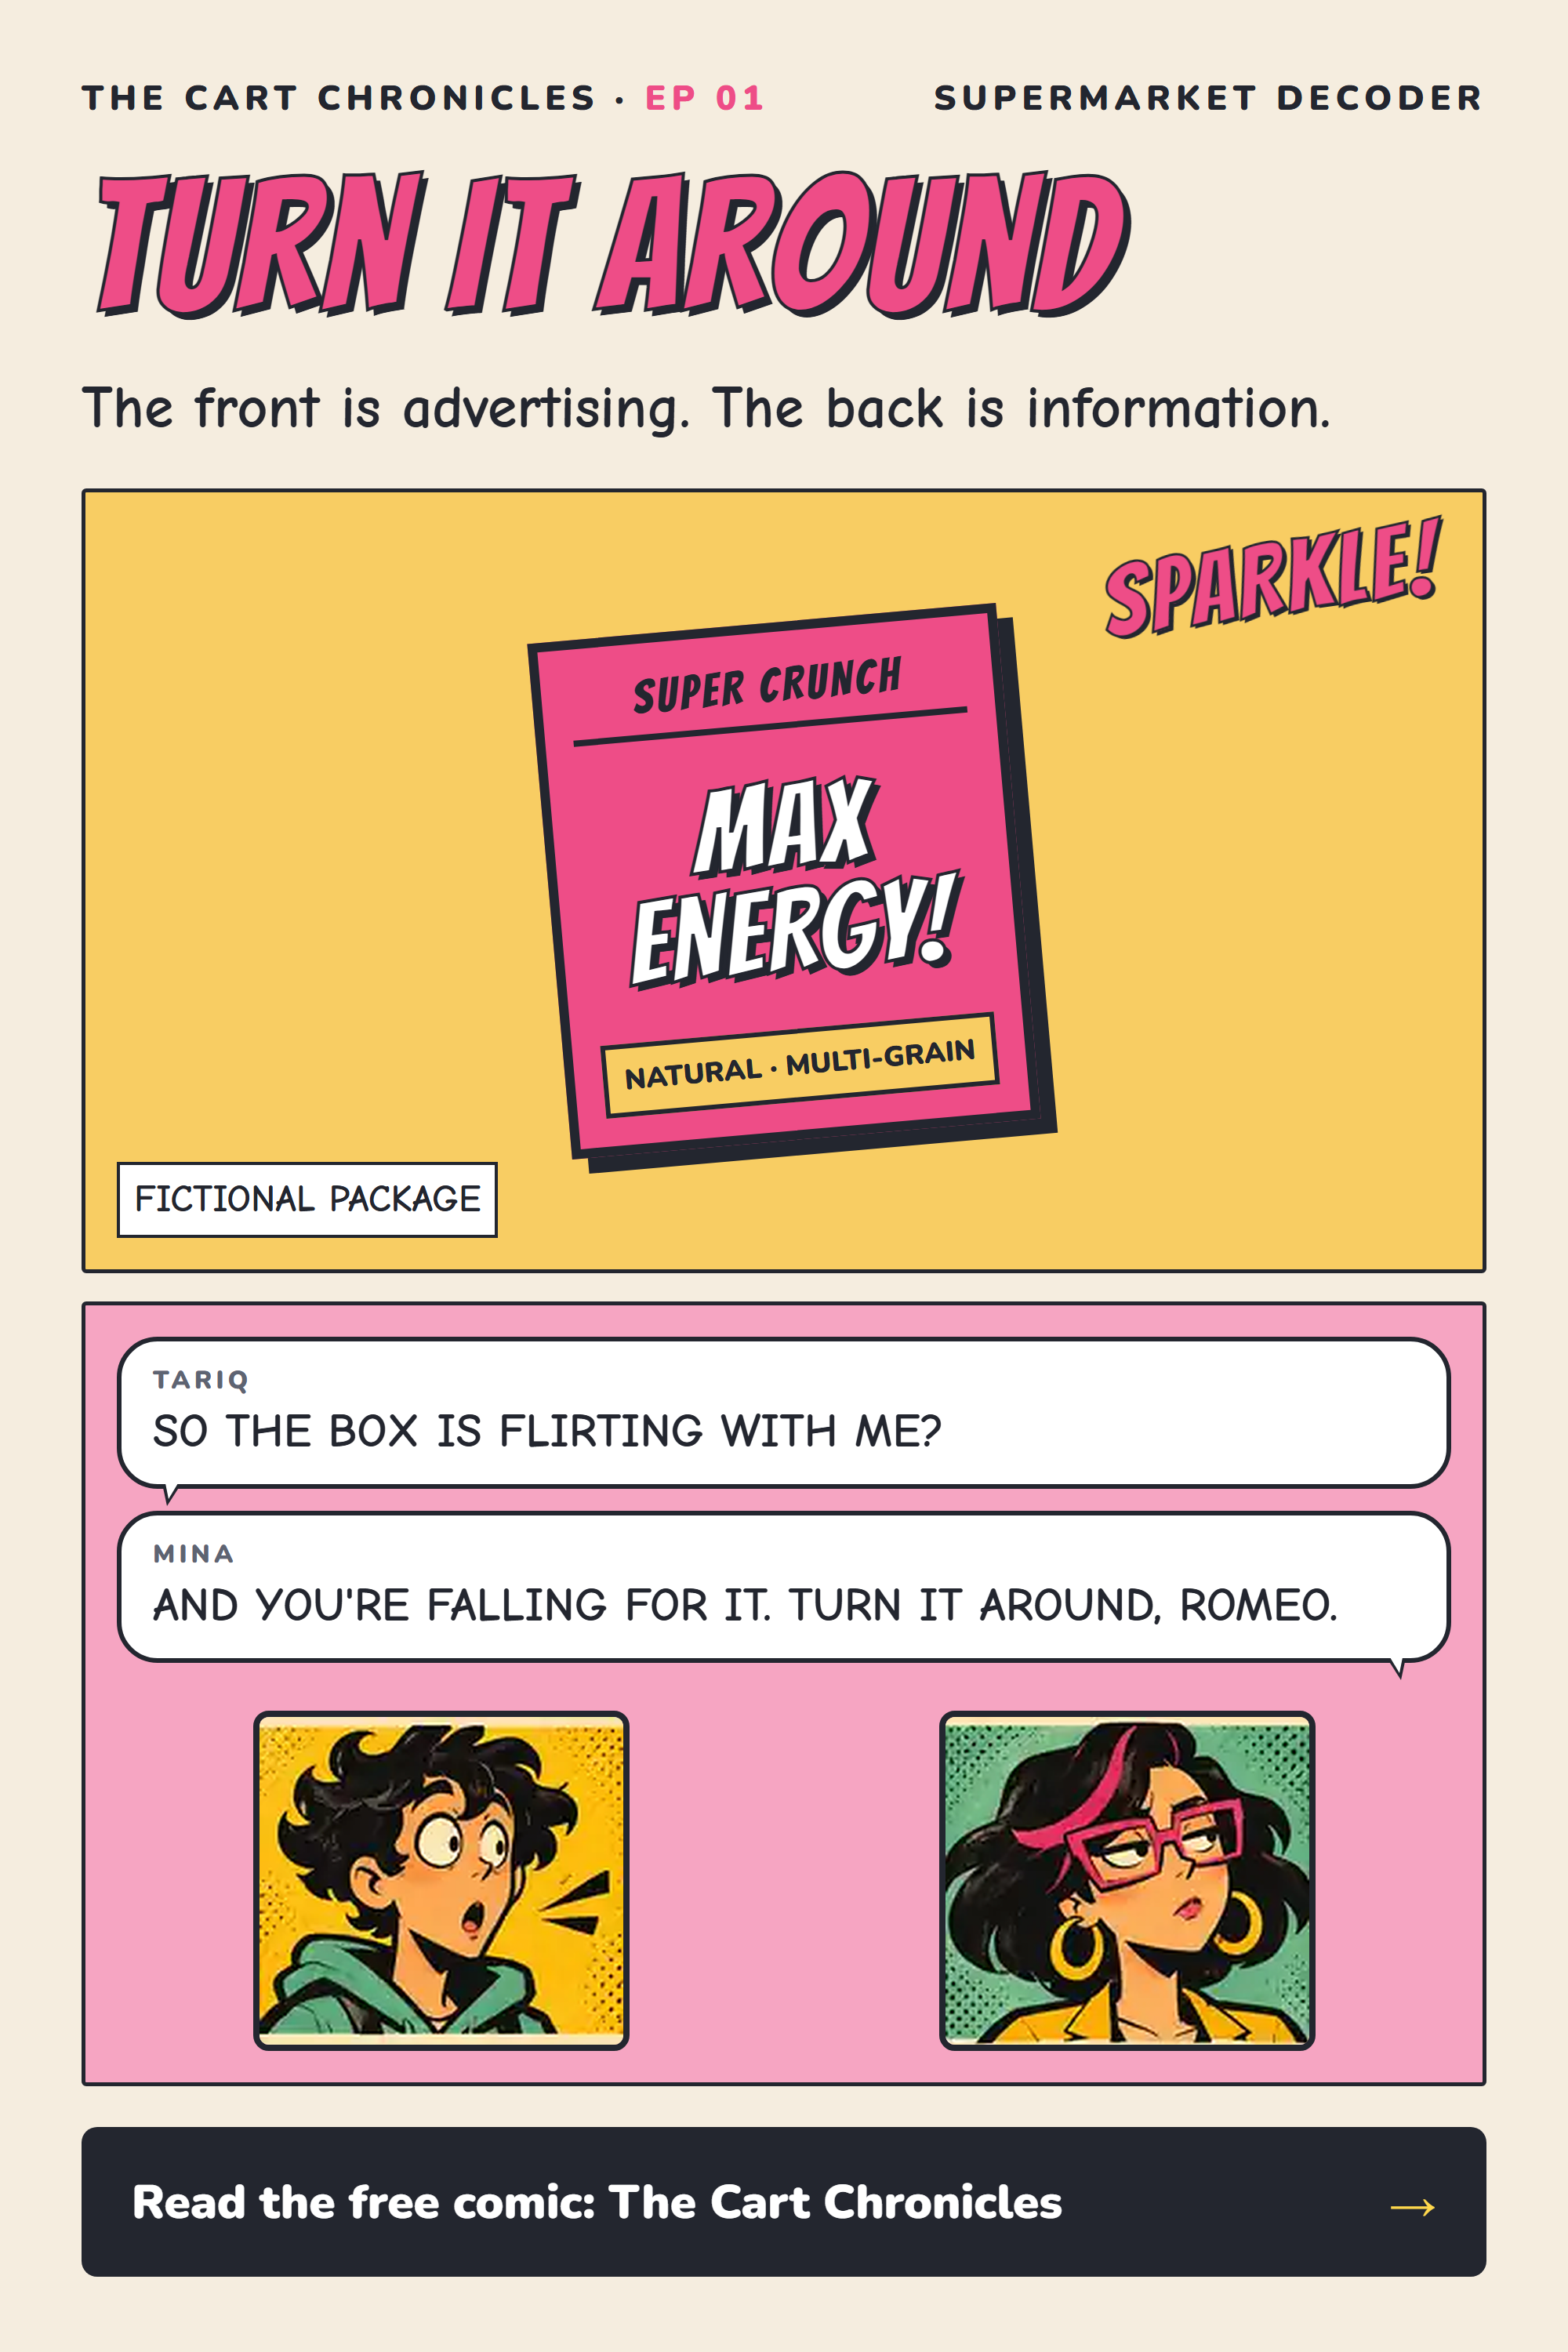 THE CART CHRONICLES · EP 01
SUPERMARKET DECODER
TURN IT AROUND
The front is advertising. The back is information.
SPARKLE!
SUPER CRUNCH
MAX
ENERGY!
NATURAL · MULTI-GRAIN
FICTIONAL PACKAGE
TARIQ
SO THE BOX IS FLIRTING WITH ME?
MINA
AND YOU'RE FALLING FOR IT. TURN IT AROUND, ROMEO.
Read the free comic: The Cart Chronicles →